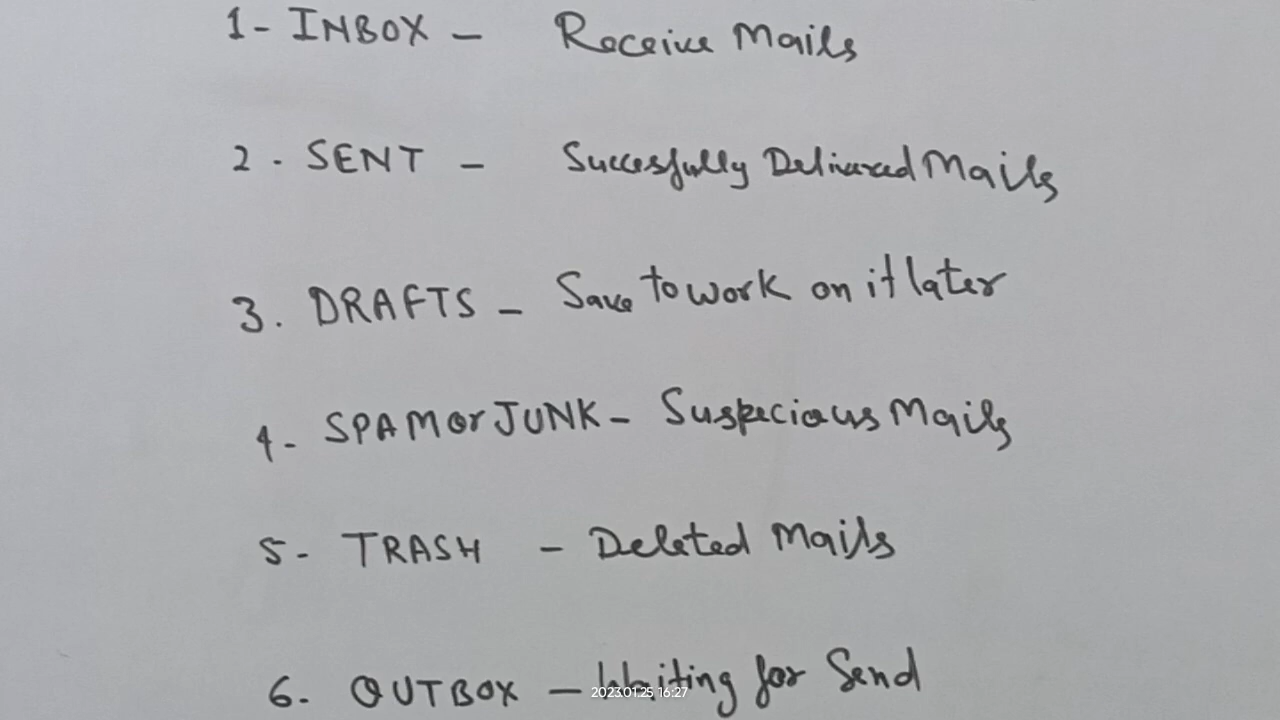 1- INBOX - Receive Mails
2. SENT - Succesfully Delivered Mails
3. DRAFTS - Save to work on it later
4- SPAM or JUNK - Suspecious Mails
5- TRASH - Deleted Mails
6. OUTBOX - Waiting for Send
2023.01.25 16:27